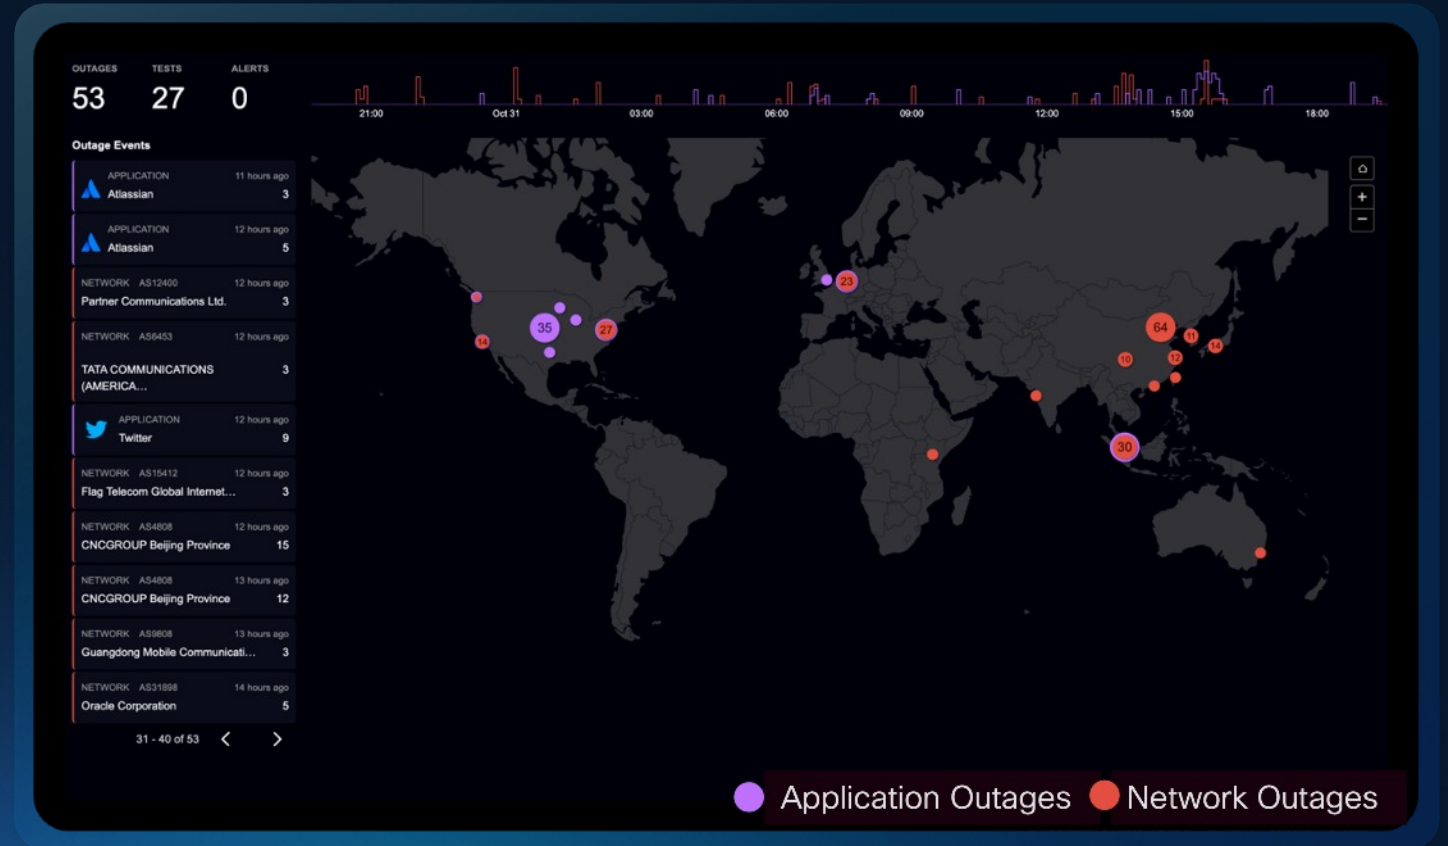 OUTAGES TESTS ALERTS
53 27 0
21:00 Oct 31 03:00 06:00 09:00 12:00 15:00 18:00
Outage Events
APPLICATION 11 hours ago
Atlassian 3
APPLICATION 12 hours ago
Atlassian 5
NETWORK AS12400 12 hours ago
Partner Communications Ltd. 3
NETWORK AS6453 12 hours ago
TATA COMMUNICATIONS 3
(AMERICA...
APPLICATION 12 hours ago
Twitter 9
NETWORK AS15412 12 hours ago
Flag Telecom Global Internet... 3
NETWORK AS4808 12 hours ago
CNCGROUP Beijing Province 15
NETWORK AS4808 13 hours ago
CNCGROUP Beijing Province 12
NETWORK AS9808 13 hours ago
Guangdong Mobile Communicati... 3
NETWORK AS31898 14 hours ago
Oracle Corporation 5
31 - 40 of 53
+
−
23
35 27 64
14 11 14
10 12
30
Application Outages Network Outages